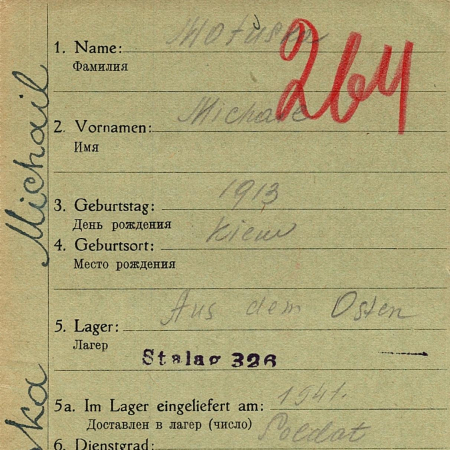 1. Name:
Фамилия
264
2. Vornamen: Michaie
Имя
3. Geburtstag: 1913
День рождения
4. Geburtsort: Kiew
Место рождения
Aus dem Osten
5. Lager:
Лагер
Stalag 326
5a. Im Lager eingeliefert am: 1941.
Доставлен в лагер (число)
6. Dienstgrad: Soldat
Michail